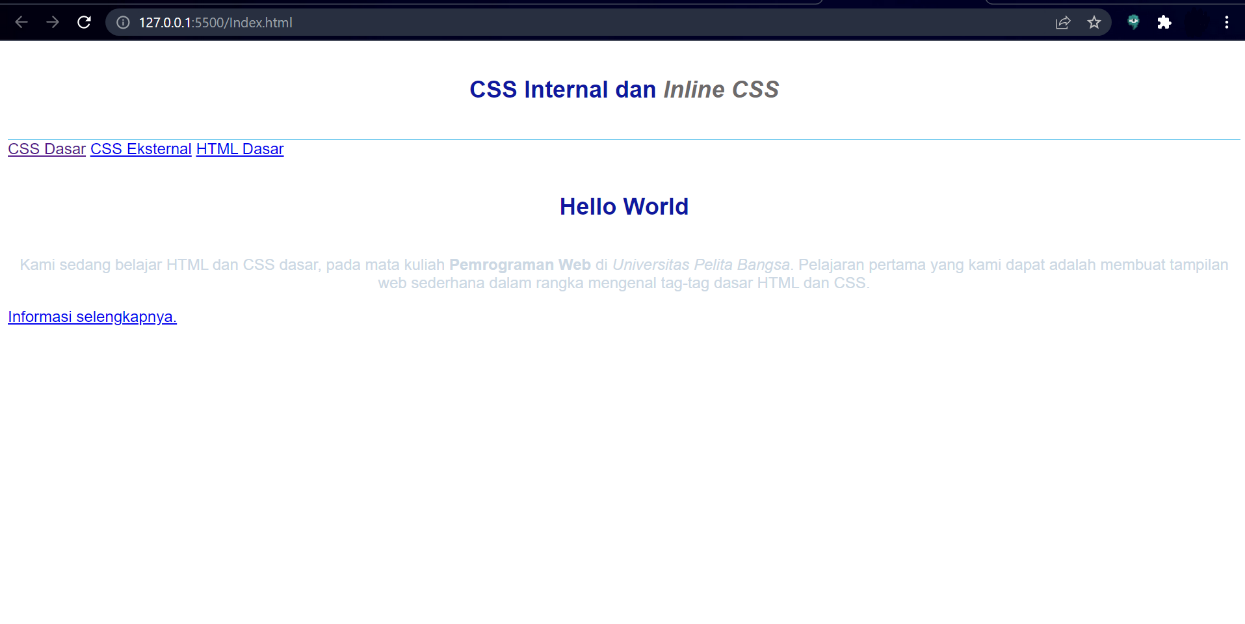 127.0.0.1:5500/Index.html
CSS Internal dan Inline CSS
CSS Dasar CSS Eksternal HTML Dasar
Hello World
Kami sedang belajar HTML dan CSS dasar, pada mata kuliah Pemrograman Web di Universitas Pelita Bangsa. Pelajaran pertama yang kami dapat adalah membuat tampilan
web sederhana dalam rangka mengenal tag-tag dasar HTML dan CSS.
Informasi selengkapnya.